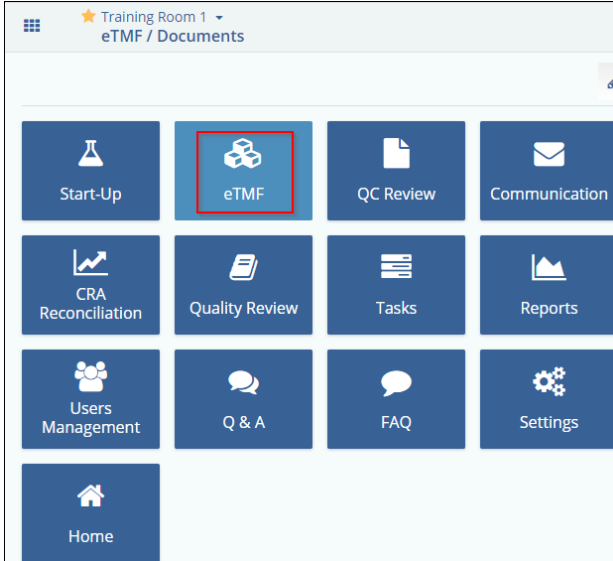 Training Room 1
eTMF / Documents
Start-Up
eTMF
QC Review
Communication
CRA
Reconciliation
Quality Review
Tasks
Reports
Users
Management
Q & A
FAQ
Settings
Home